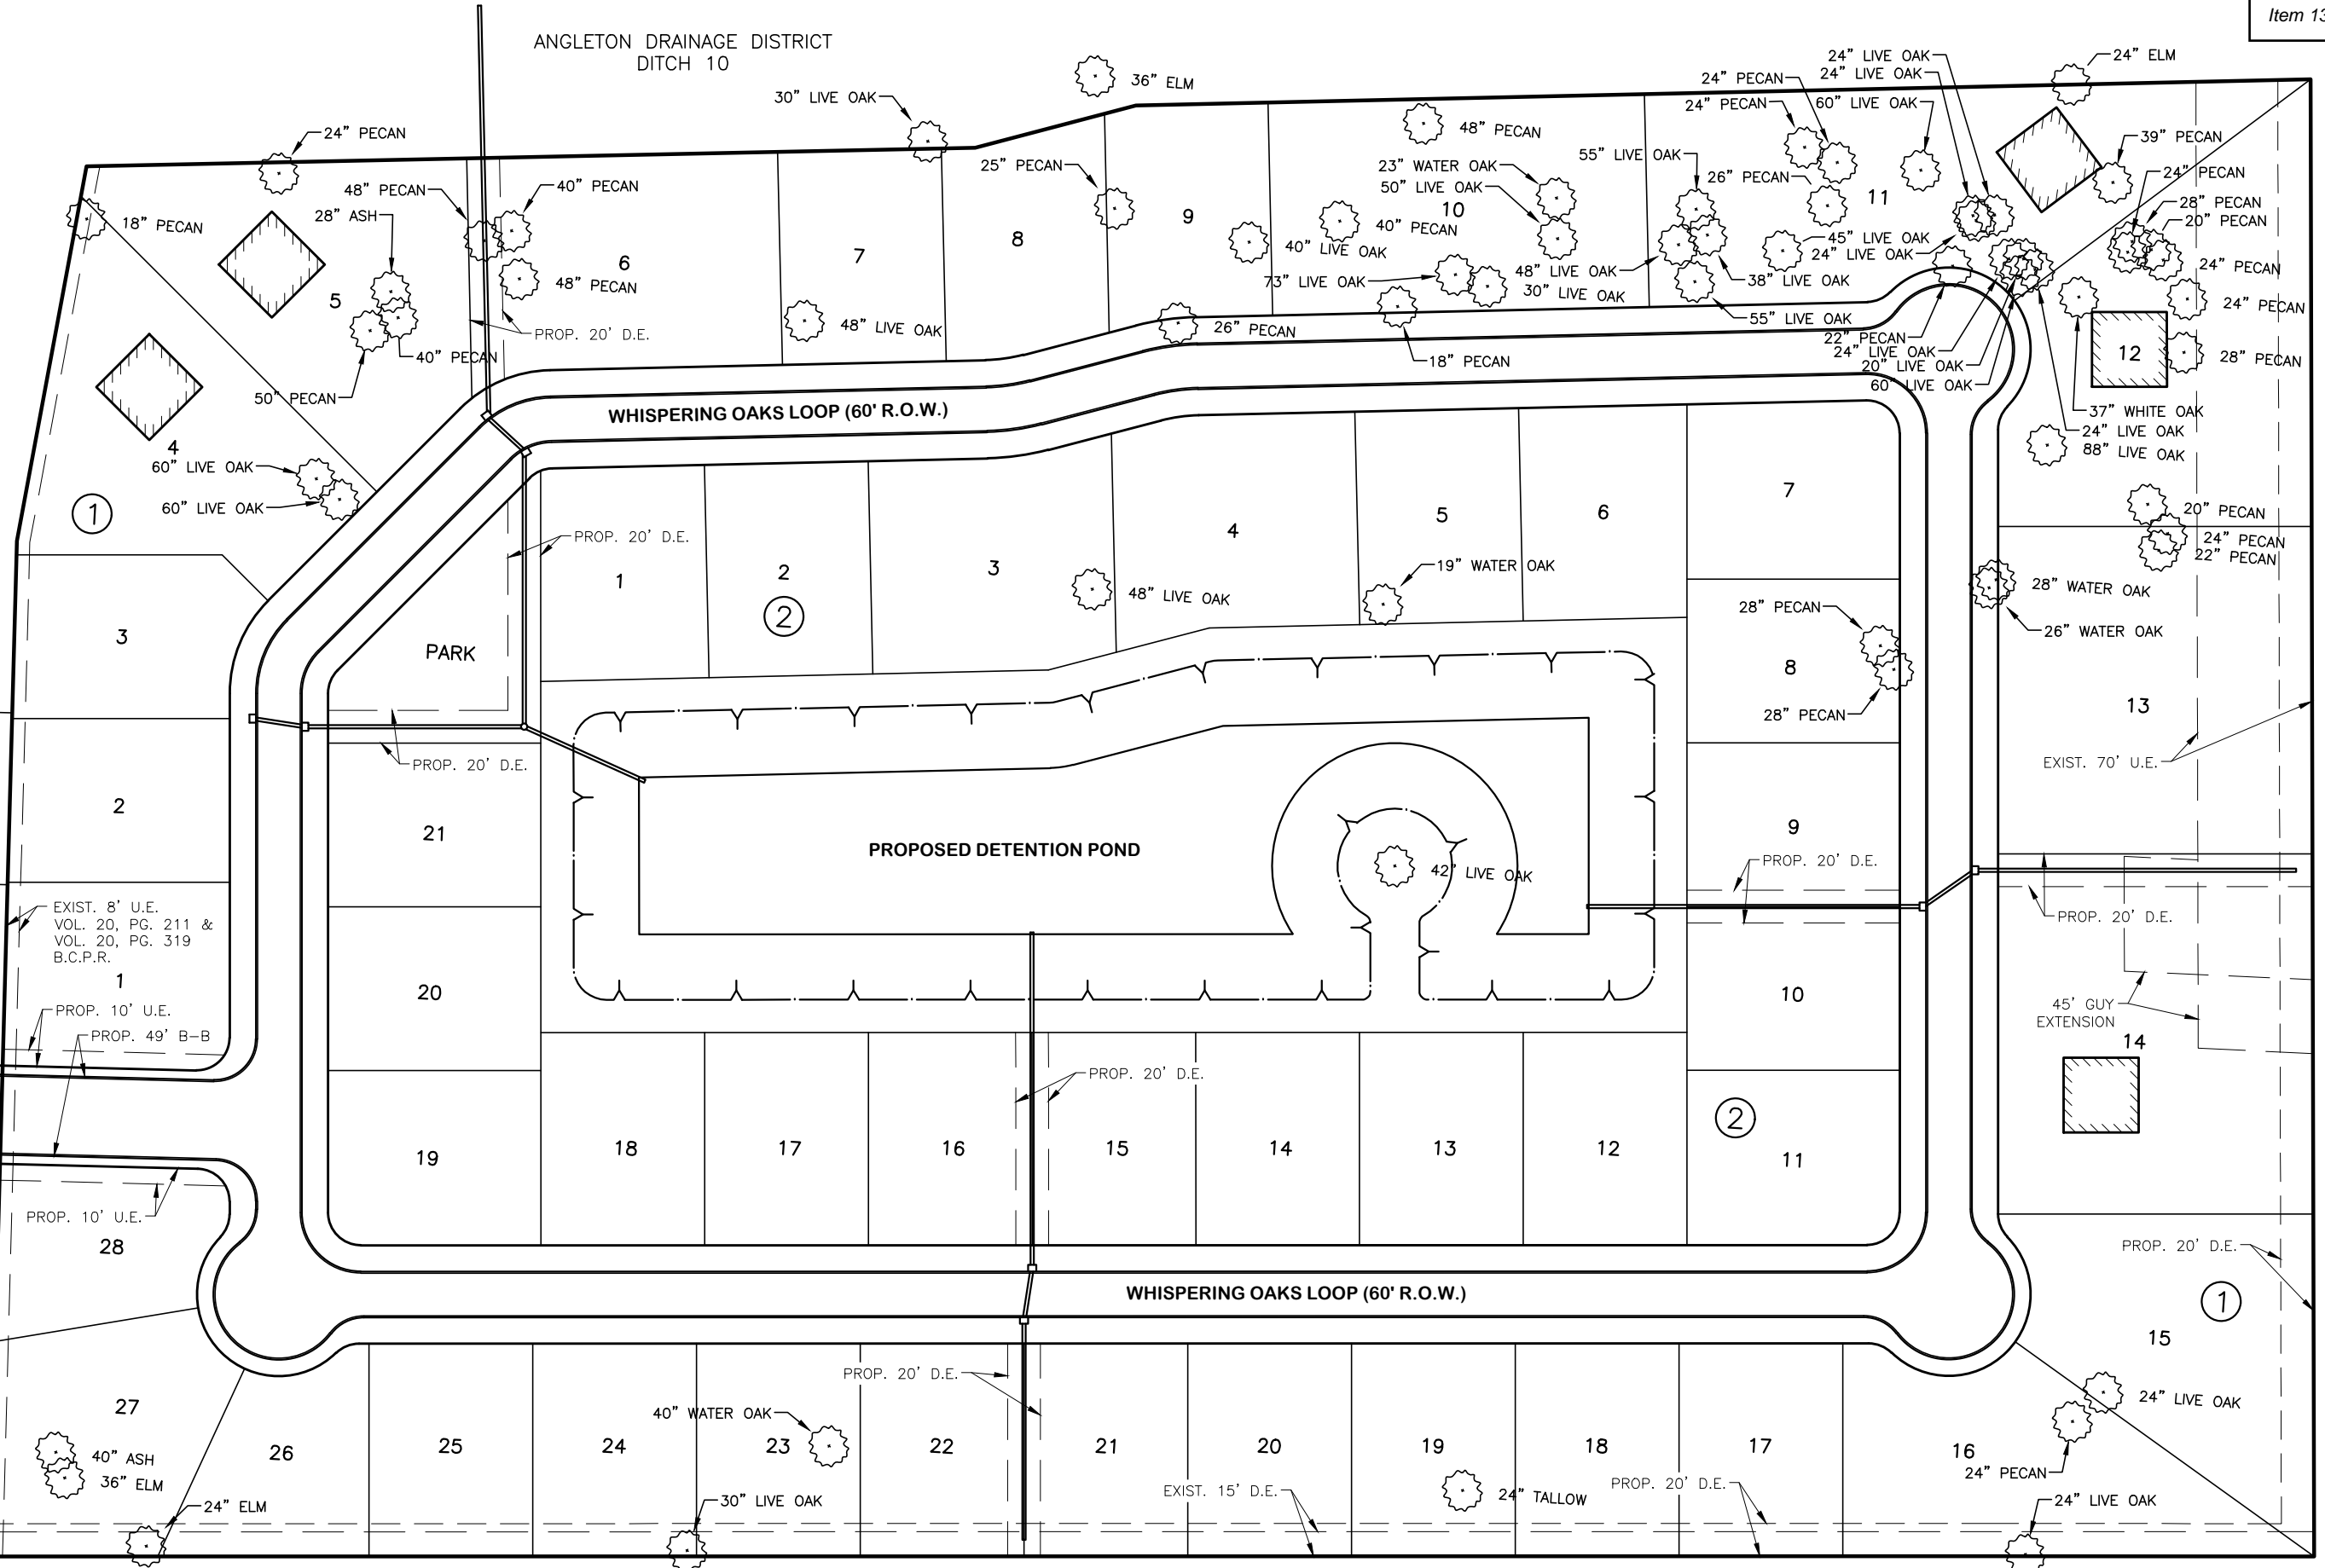 Item 13
ANGLETON DRAINAGE DISTRICT
DITCH 10
36" ELM
24" LIVE OAK
24" LIVE OAK
24" ELM
24" PECAN
30" LIVE OAK
24" PECAN
60" LIVE OAK
24" PECAN
48" PECAN
39" PECAN
25" PECAN
23" WATER OAK
55" LIVE OAK
24" PECAN
48" PECAN
40" PECAN
50" LIVE OAK
26" PECAN
28" PECAN
18" PECAN
28" ASH
9
10
11
20" PECAN
40" PECAN
6
7
8
40" LIVE OAK
45" LIVE OAK
24" LIVE OAK
24" PECAN
48" PECAN
73" LIVE OAK
48" LIVE OAK
38" LIVE OAK
5
30" LIVE OAK
24" PECAN
48" LIVE OAK
26" PECAN
55" LIVE OAK
PROP. 20' D.E.
22" PECAN
24" LIVE OAK
12
28" PECAN
40" PECAN
18" PECAN
20" LIVE OAK
60" LIVE OAK
50" PECAN
WHISPERING OAKS LOOP (60' R.O.W.)
37" WHITE OAK
24" LIVE OAK
88" LIVE OAK
4
60" LIVE OAK
60" LIVE OAK
1
7
20" PECAN
5
6
4
PROP. 20' D.E.
24" PECAN
22" PECAN
1
2
3
19" WATER OAK
48" LIVE OAK
28" WATER OAK
2
28" PECAN
26" WATER OAK
3
PARK
8
28" PECAN
13
PROP. 20' D.E.
EXIST. 70' U.E.
2
21
9
PROPOSED DETENTION POND
42" LIVE OAK
PROP. 20' D.E.
EXIST. 8' U.E.
VOL. 20, PG. 211 &
VOL. 20, PG. 319
B.C.P.R.
PROP. 20' D.E.
1
20
10
PROP. 10' U.E.
PROP. 49' B-B
45' GUY
EXTENSION
14
PROP. 20' D.E.
2
19
18
17
16
15
14
13
12
11
PROP. 10' U.E.
28
PROP. 20' D.E.
WHISPERING OAKS LOOP (60' R.O.W.)
1
15
PROP. 20' D.E.
27
24" LIVE OAK
40" WATER OAK
26
25
24
23
22
21
20
19
18
17
16
40" ASH
36" ELM
24" PECAN
24" ELM
30" LIVE OAK
EXIST. 15' D.E.
24" TALLOW
PROP. 20' D.E.
24" LIVE OAK